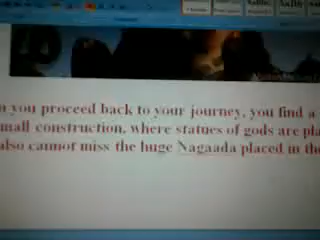 you proceed back to your journey, you find a
mall construction, where statues of gods are pla
also cannot miss the huge Nagaada placed in the